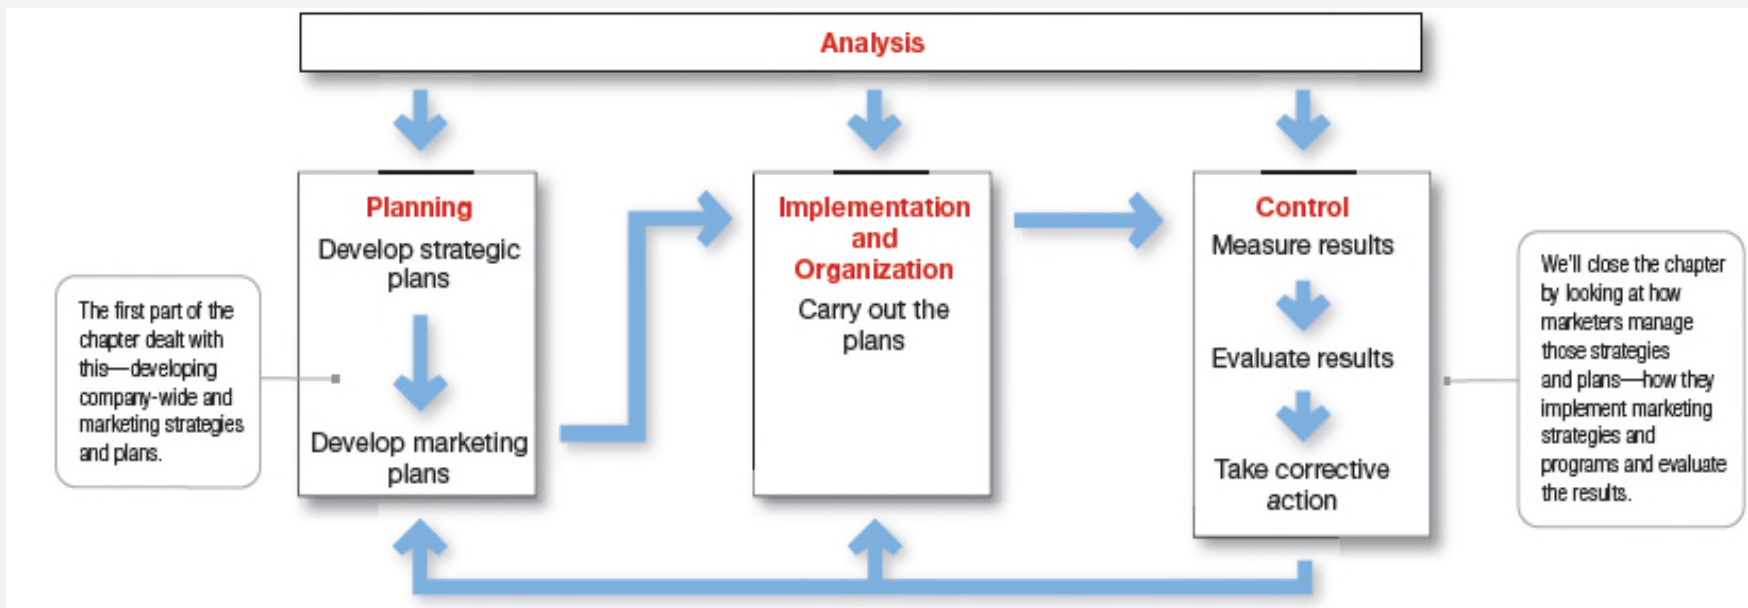 Analysis
Planning
Develop strategic
plans
Develop marketing
plans
Implementation
and
Organization
Carry out the
plans
Control
Measure results
Evaluate results
Take corrective
action
The first part of the
chapter dealt with
this—developing
company-wide and
marketing strategies
and plans.
We'll close the chapter
by looking at how
marketers manage
those strategies
and plans—how they
implement marketing
strategies and
programs and evaluate
the results.